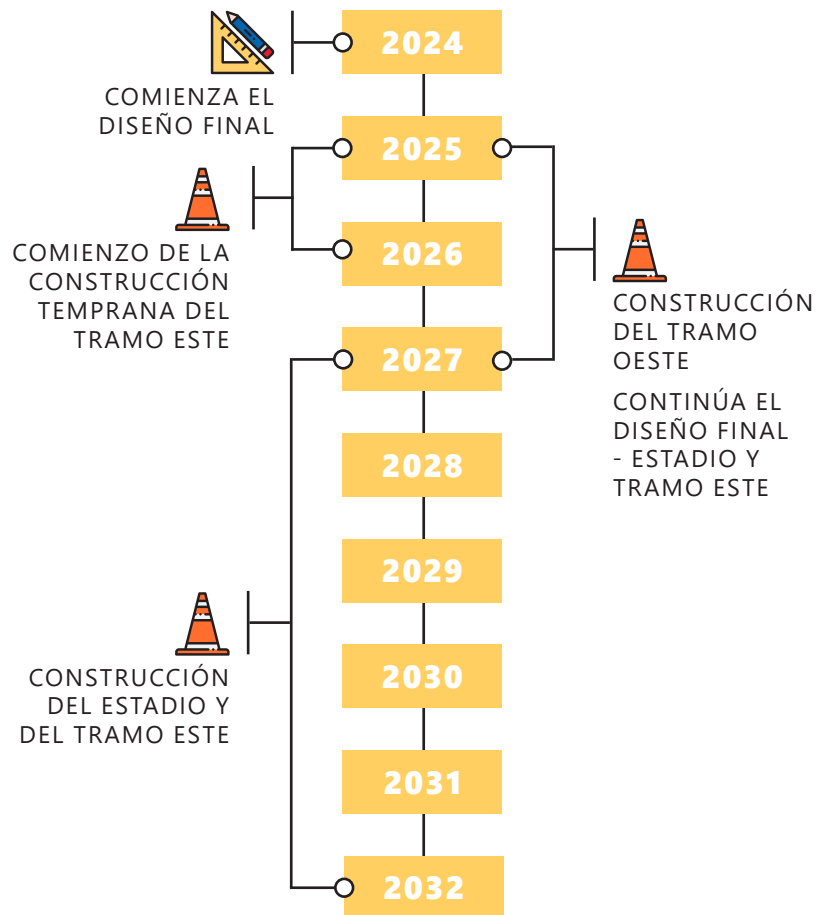 2024
COMIENZA EL
DISEÑO FINAL
2025
COMIENZO DE LA
CONSTRUCCIÓN
TEMPRANA DEL
TRAMO ESTE
2026
CONSTRUCCIÓN
DEL TRAMO
OESTE
CONTINÚA EL
DISEÑO FINAL
- ESTADIO Y
TRAMO ESTE
2027
2028
2029
2030
CONSTRUCCIÓN
DEL ESTADIO Y
DEL TRAMO ESTE
2031
2032